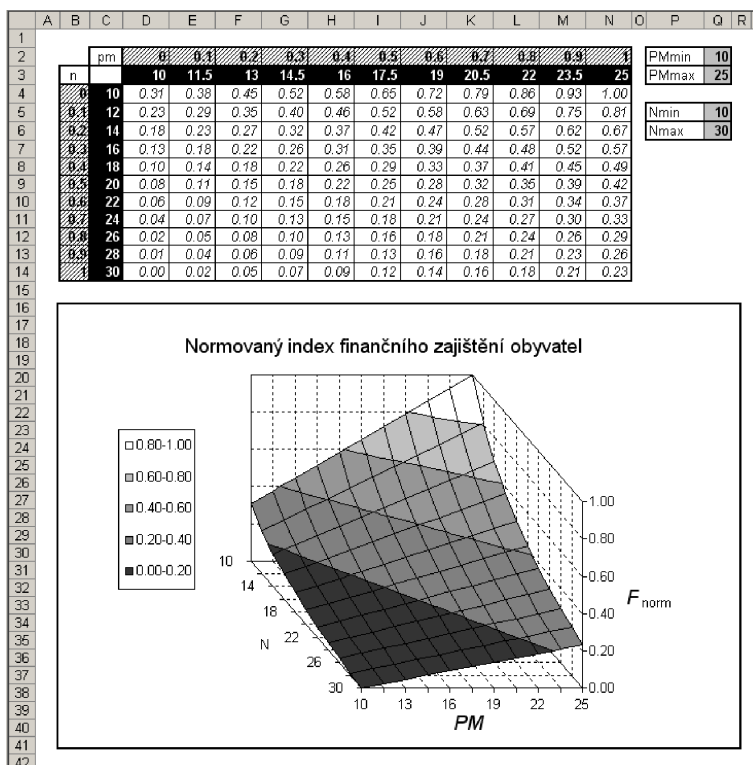 A B C D E F G H I J K L M N O P Q R
1
2 pm 0 0.1 0.2 0.3 0.4 0.5 0.6 0.7 0.8 0.9 1 PMmin 10
3 n 10 11.5 13 14.5 16 17.5 19 20.5 22 23.5 25 PMmax 25
4 0 10 0.31 0.38 0.45 0.52 0.58 0.65 0.72 0.79 0.86 0.93 1.00
5 0.1 12 0.23 0.29 0.35 0.40 0.46 0.52 0.58 0.63 0.69 0.75 0.81 Nmin 10
6 0.2 14 0.18 0.23 0.27 0.32 0.37 0.42 0.47 0.52 0.57 0.62 0.67 Nmax 30
7 0.3 16 0.13 0.18 0.22 0.26 0.31 0.35 0.39 0.44 0.48 0.52 0.57
8 0.4 18 0.10 0.14 0.18 0.22 0.26 0.29 0.33 0.37 0.41 0.45 0.49
9 0.5 20 0.08 0.11 0.15 0.18 0.22 0.25 0.28 0.32 0.35 0.39 0.42
10 0.6 22 0.06 0.09 0.12 0.15 0.18 0.21 0.24 0.28 0.31 0.34 0.37
11 0.7 24 0.04 0.07 0.10 0.13 0.15 0.18 0.21 0.24 0.27 0.30 0.33
12 0.8 26 0.02 0.05 0.08 0.10 0.13 0.16 0.18 0.21 0.24 0.26 0.29
13 0.9 28 0.01 0.04 0.06 0.09 0.11 0.13 0.16 0.18 0.21 0.23 0.26
14 1 30 0.00 0.02 0.05 0.07 0.09 0.12 0.14 0.16 0.18 0.21 0.23
15
16
17
18
19
20
21
22
23
24
25
26
27
28
29
30
31
32
33
34
35
36
37
38
39
40
41
42
Normovaný index finančního zajištění obyvatel
0.80-1.00
0.60-0.80
0.40-0.60
0.20-0.40
0.00-0.20
1.00
0.80
0.60
0.40
0.20
0.00
F norm
10
14
18
22
26
30
N
10 13 16 19 22 25
PM